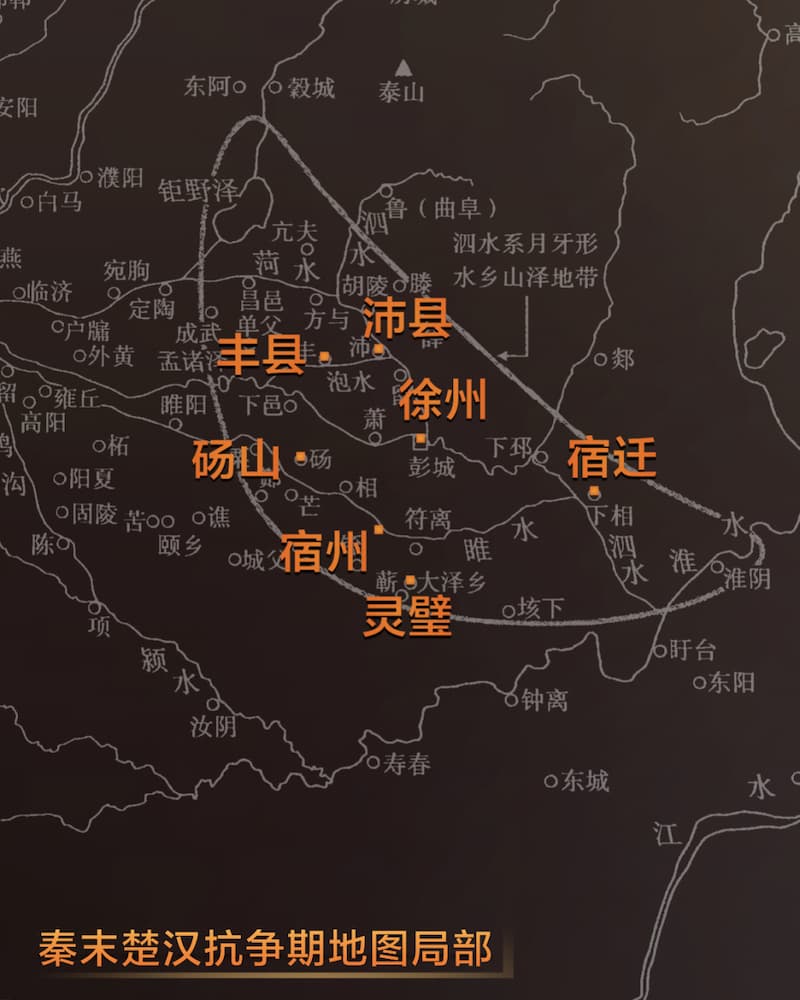 东阿
穀城
泰山
安阳
濮阳
钜野泽
白马
鲁（曲阜）
泗
水
泗水系月牙形
水乡山泽地带
亢夫
菏
水
燕
宛朐
胡陵
滕
临济
定陶
昌邑
方与
沛县
户牖
成武
单父
薛
外黄
孟诸泽
丰县
丰
沛
郯
泡水
留
徐州
雍丘
睢阳
下邑
萧
高阳
柘
砀山
砀
彭城
下邳
宿迁
沟
阳夏
相
固陵
苦
谯
芒
符离
睢
水
下相
陈
颐乡
城父
宿州
泗
水
淮
水
淮阴
蕲
大泽乡
灵璧
垓下
项
颍
水
盱台
东阳
汝阴
钟离
寿春
东城
江
水
秦末楚汉抗争期地图局部